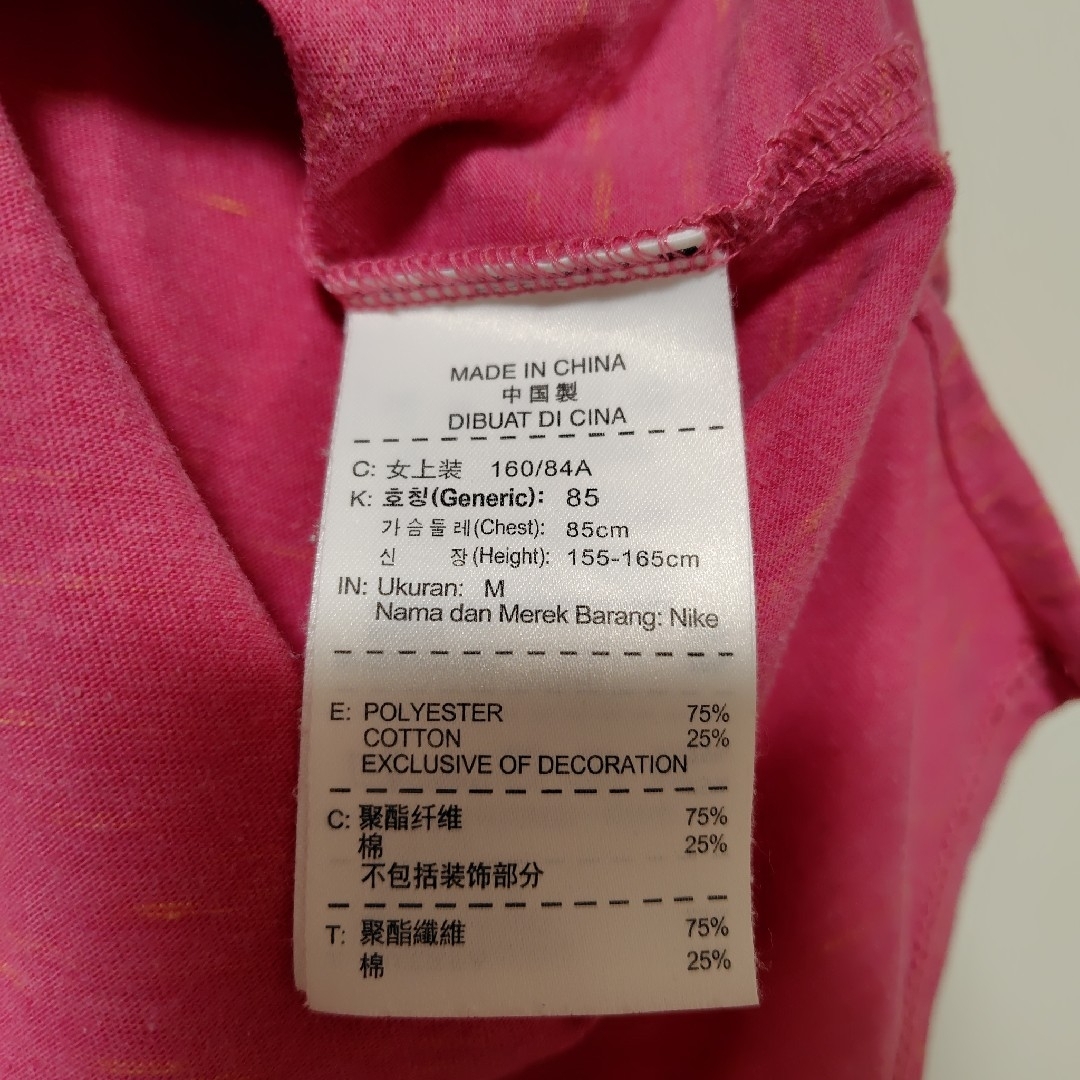 MADE IN CHINA
中国製
DIBUAT DI CINA
C: 女上装 160/84A
K: 호칭(Generic): 85
가슴둘레(Chest): 85cm
신 장(Height): 155-165cm
IN: Ukuran: M
Nama dan Merek Barang: Nike
E: POLYESTER 75%
COTTON 25%
EXCLUSIVE OF DECORATION
C: 聚酯纤维 75%
棉 25%
不包括装饰部分
T: 聚酯纖維 75%
棉 25%